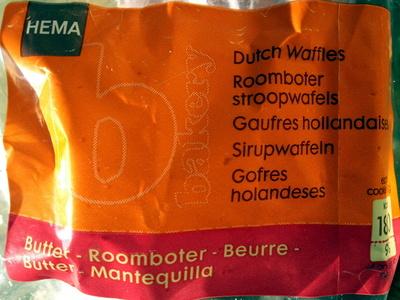 HEMA
b
bakery
Dutch Waffles
Roomboter
stroopwafels
Gaufres hollandaises
Sirupwaffeln
Gofres
holandeses
Butter - Roomboter - Beurre -
Butter - Mantequilla